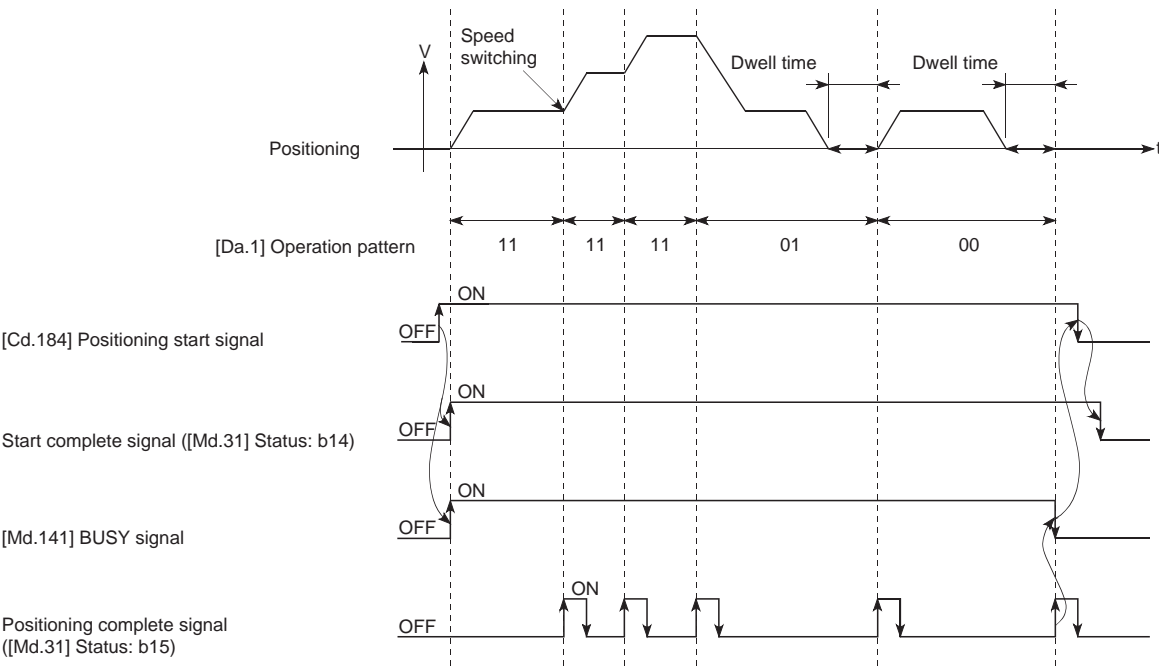 Speed
switching
V
Dwell time
Dwell time
Positioning
t
[Da.1] Operation pattern
11
11
11
01
00
ON
[Cd.184] Positioning start signal
OFF
ON
Start complete signal ([Md.31] Status: b14)
OFF
ON
[Md.141] BUSY signal
OFF
ON
Positioning complete signal
([Md.31] Status: b15)
OFF